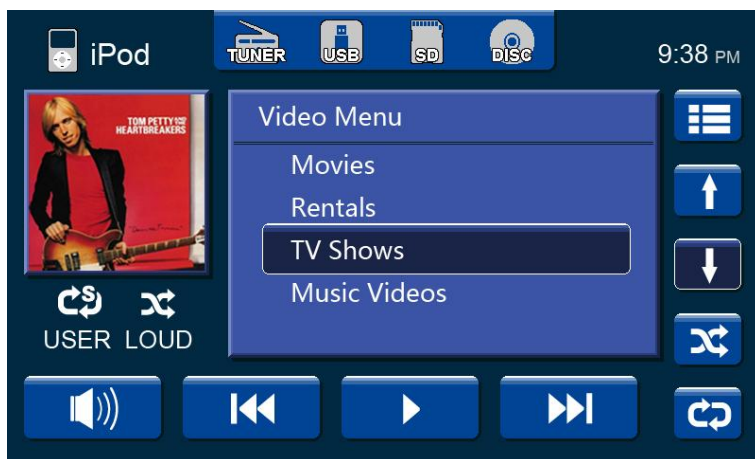 iPod
TUNER
USB
SD
DISC
9:38 PM
TOM PETTY AND THE
HEARTBREAKERS
Video Menu
Movies
Rentals
TV Shows
Music Videos
S
USER LOUD